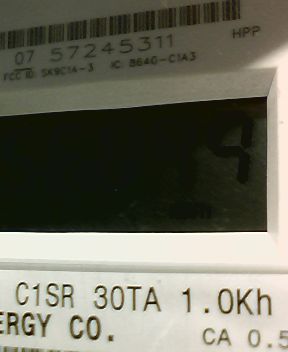 HPP
07 57245311
FCC ID: SK9C1A-3 IC: 864G-C1A3
C1SR 30TA 1.0Kh
ERGY CO.
CA 0.5